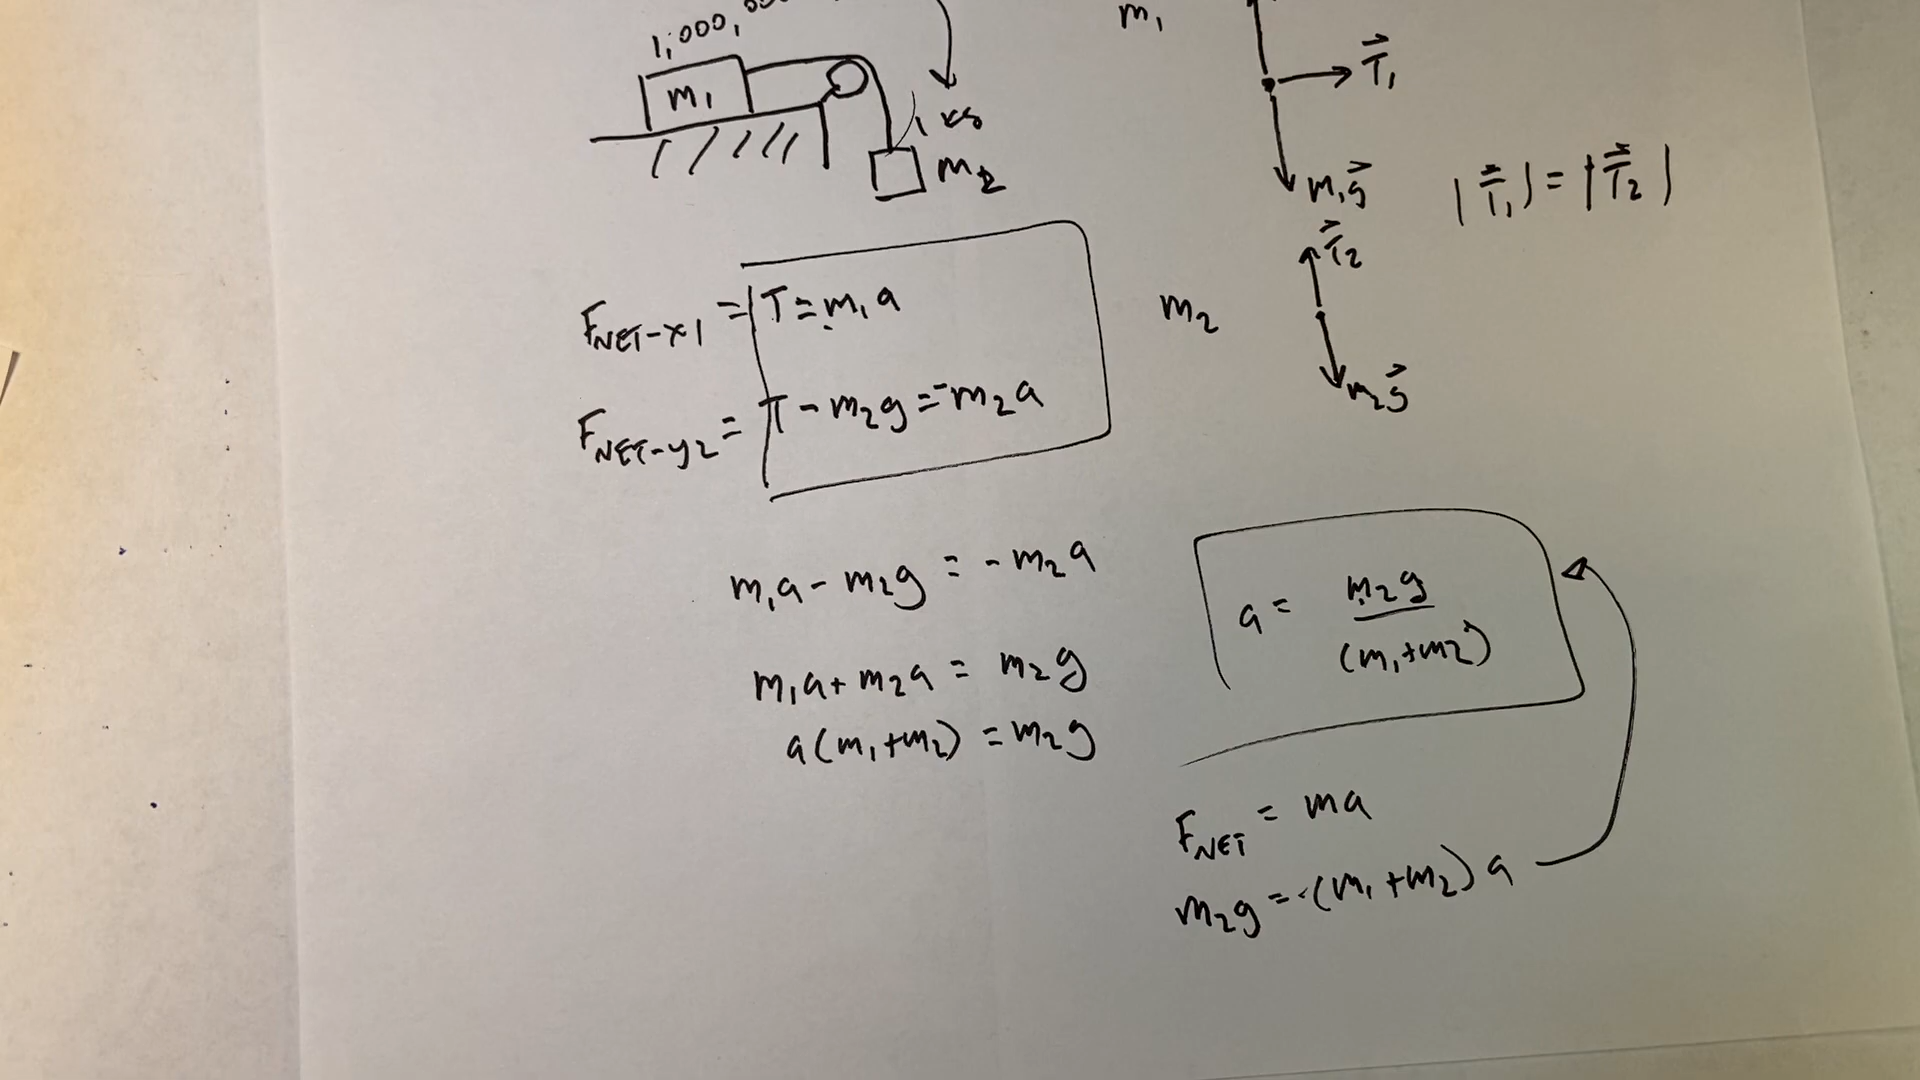 1,000,00
m₁
1 kg
m₂
m₁
T⃗₁
m₁g⃗
|T⃗₁| = |T⃗₂|
m₂
T⃗₂
m₂g⃗
F_NET-x1 = T = m₁a
F_NET-y2 = T - m₂g = -m₂a
m₁a - m₂g = -m₂a
m₁a + m₂a = m₂g
a(m₁+m₂) = m₂g
a = m₂g / (m₁+m₂)
F_NET = ma
m₂g = (m₁+m₂) a